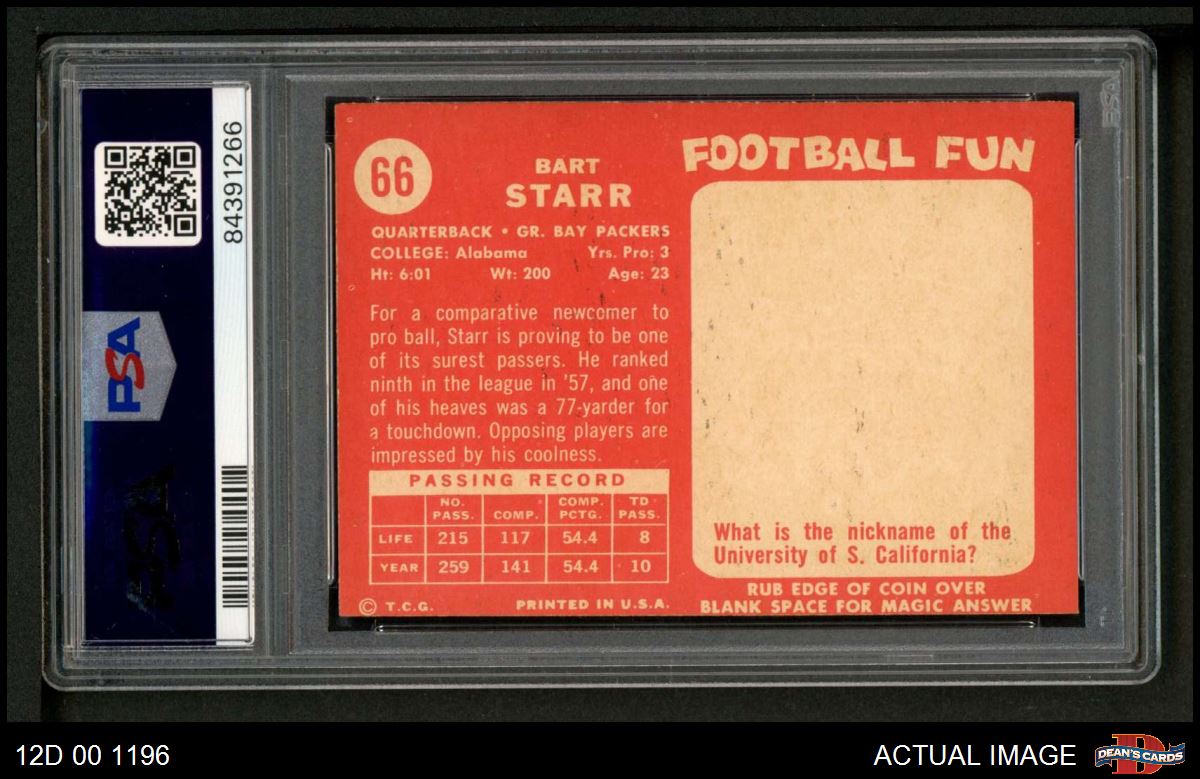 84391266
PSA
66
BART
STARR
QUARTERBACK • GR. BAY PACKERS
COLLEGE: Alabama Yrs. Pro: 3
Ht: 6:01 Wt: 200 Age: 23
For a comparative newcomer to
pro ball, Starr is proving to be one
of its surest passers. He ranked
ninth in the league in '57, and one
of his heaves was a 77-yarder for
a touchdown. Opposing players are
impressed by his coolness.
PASSING RECORD
NO. PASS. COMP. COMP. PCTG. TD PASS.
LIFE 215 117 54.4 8
YEAR 259 141 54.4 10
© T.C.G. PRINTED IN U.S.A.
FOOTBALL FUN
What is the nickname of the
University of S. California?
RUB EDGE OF COIN OVER
BLANK SPACE FOR MAGIC ANSWER
PSA
PSA
12D 00 1196
ACTUAL IMAGE
DEAN'S CARDS